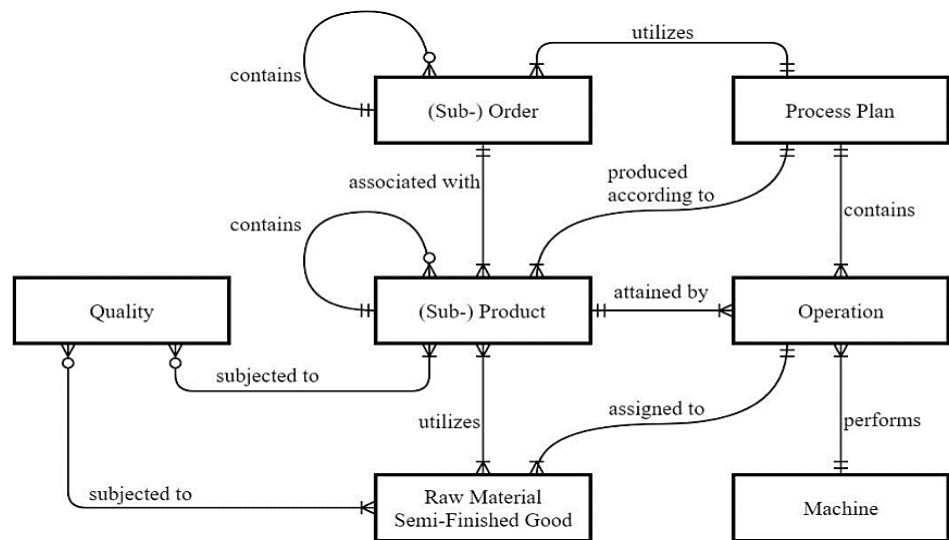 utilizes
contains
(Sub-) Order
Process Plan
associated with
produced
according to
contains
contains
Quality
(Sub-) Product
attained by
Operation
subjected to
utilizes
assigned to
performs
subjected to
Raw Material
Semi-Finished Good
Machine